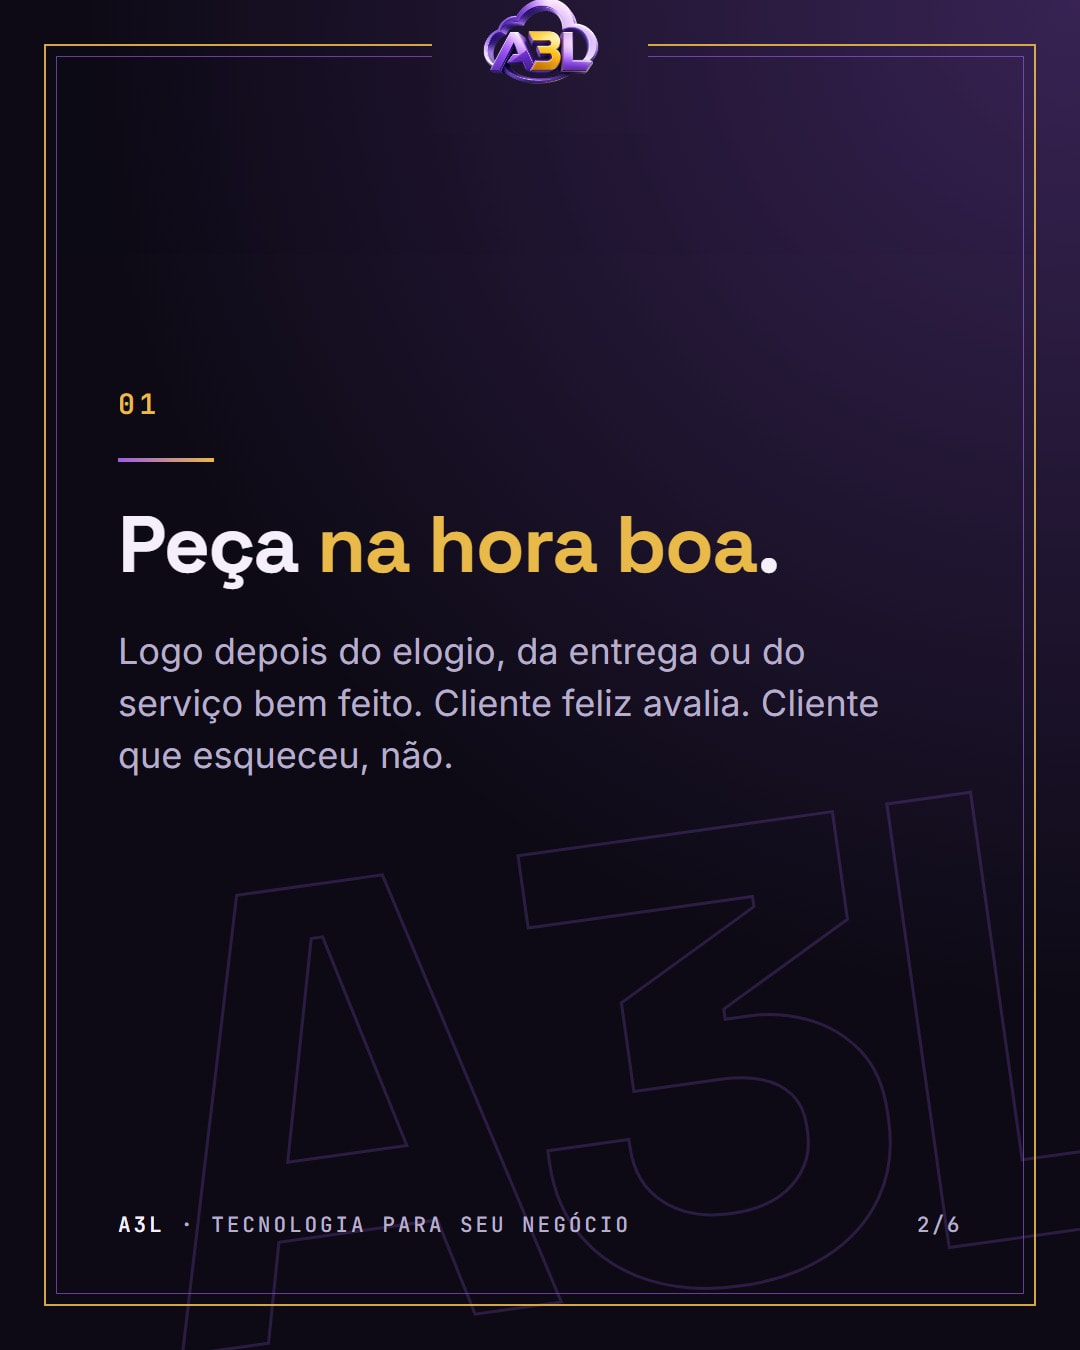 A3L
01
Peça na hora boa.
Logo depois do elogio, da entrega ou do
serviço bem feito. Cliente feliz avalia. Cliente
que esqueceu, não.
A3L
A3L · TECNOLOGIA PARA SEU NEGÓCIO 2/6